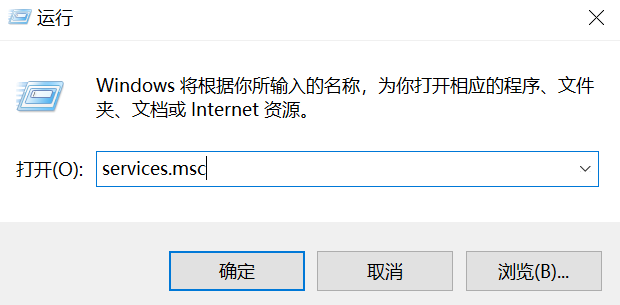 运行
Windows 将根据你所输入的名称，为你打开相应的程序、文件
夹、文档或 Internet 资源。
打开(O): services.msc
确定 取消 浏览(B)...